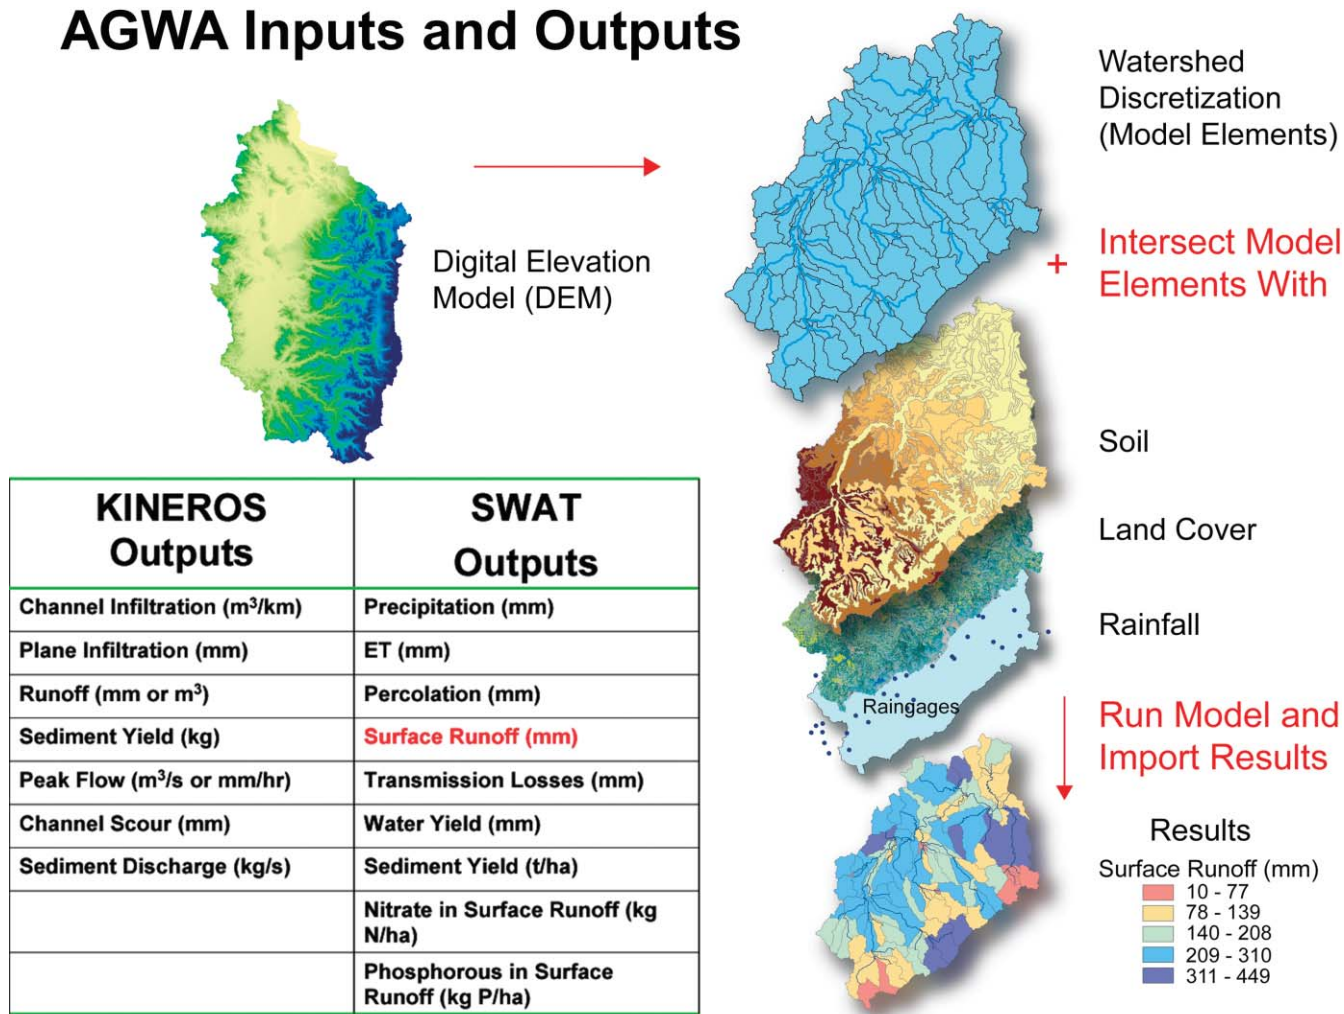 AGWA Inputs and Outputs
Digital Elevation
Model (DEM)
Watershed
Discretization
(Model Elements)
+
Intersect Model
Elements With
Soil
Land Cover
Rainfall
Raingages
Run Model and
Import Results
Results
Surface Runoff (mm)
10 - 77
78 - 139
140 - 208
209 - 310
311 - 449
KINEROS
Outputs
SWAT
Outputs
Channel Infiltration (m³/km)
Precipitation (mm)
Plane Infiltration (mm)
ET (mm)
Runoff (mm or m³)
Percolation (mm)
Sediment Yield (kg)
Surface Runoff (mm)
Peak Flow (m³/s or mm/hr)
Transmission Losses (mm)
Channel Scour (mm)
Water Yield (mm)
Sediment Discharge (kg/s)
Sediment Yield (t/ha)
Nitrate in Surface Runoff (kg
N/ha)
Phosphorous in Surface
Runoff (kg P/ha)